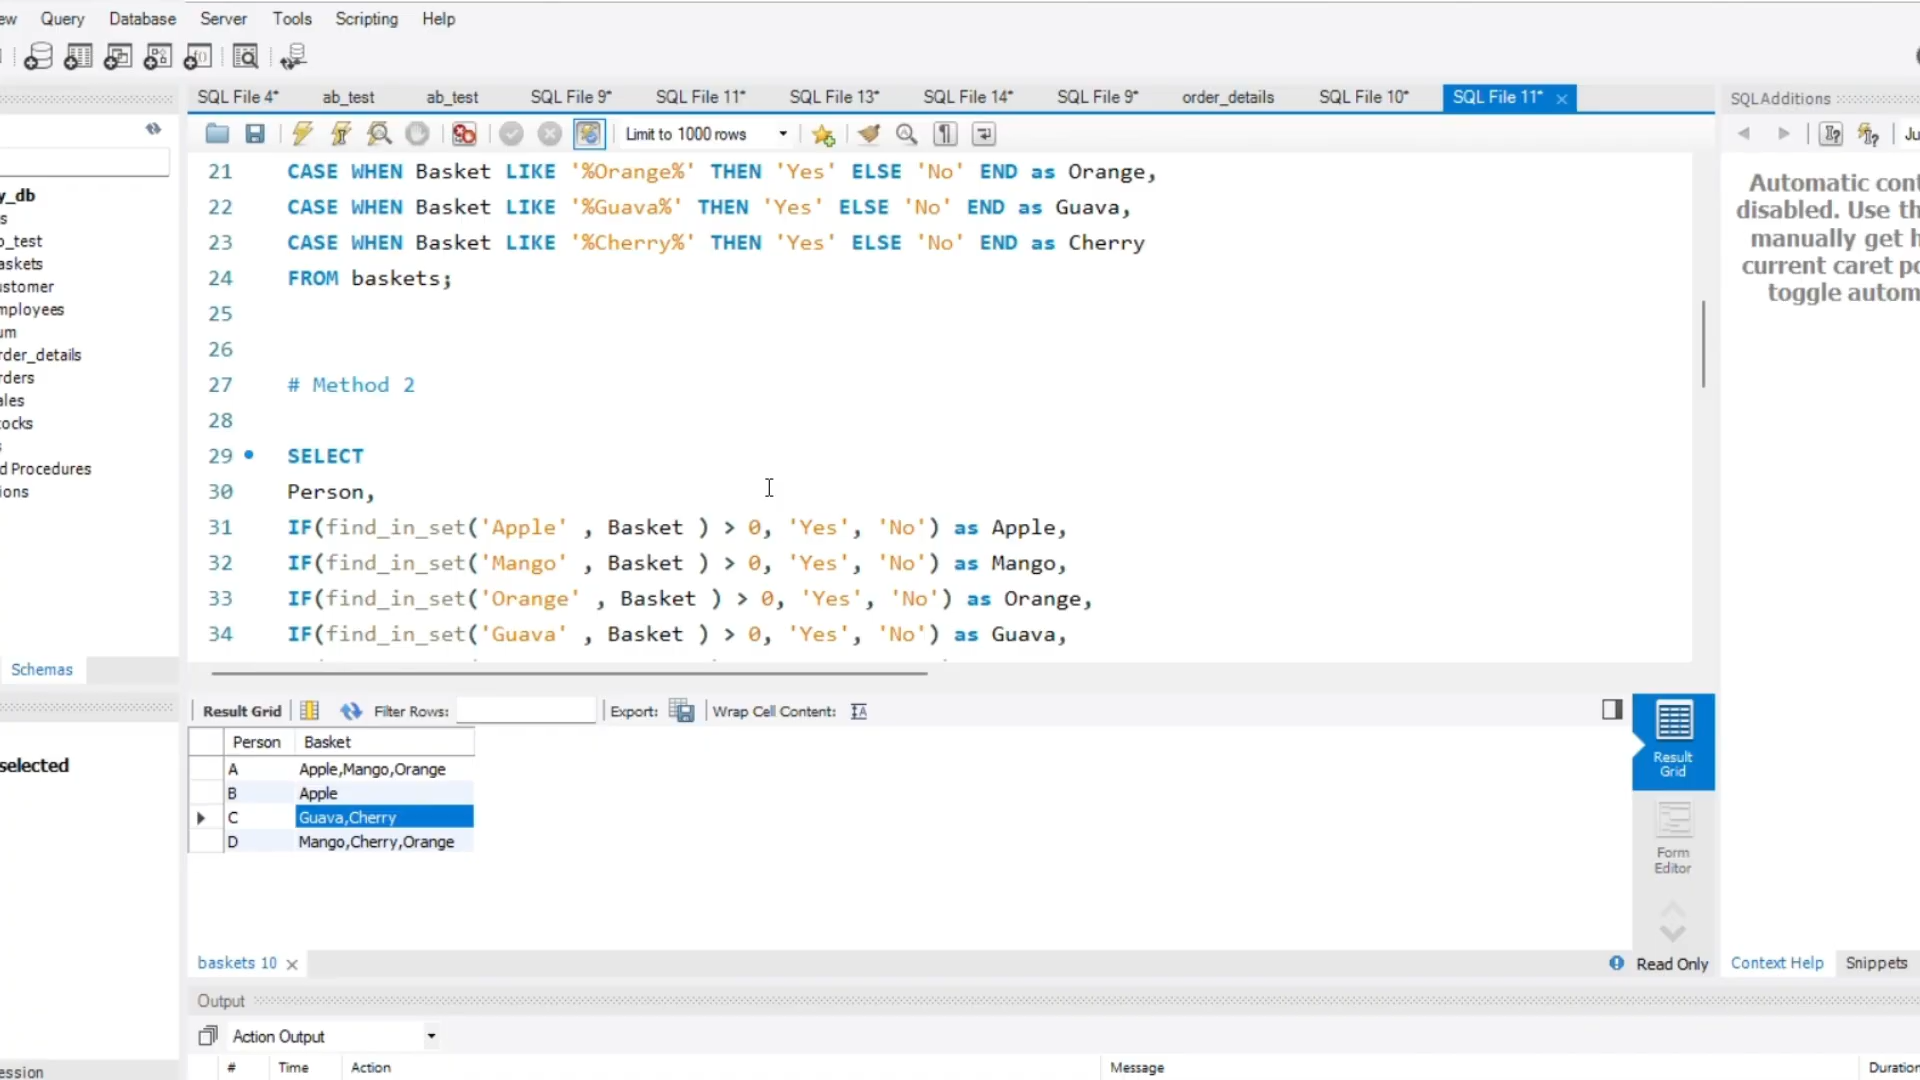 ew Query Database Server Tools Scripting Help
SQL File 4* ab_test ab_test SQL File 9* SQL File 11* SQL File 13* SQL File 14* SQL File 9* order_details SQL File 10* SQL File 11*
Limit to 1000 rows
21 CASE WHEN Basket LIKE '%Orange%' THEN 'Yes' ELSE 'No' END as Orange,
22 CASE WHEN Basket LIKE '%Guava%' THEN 'Yes' ELSE 'No' END as Guava,
23 CASE WHEN Basket LIKE '%Cherry%' THEN 'Yes' ELSE 'No' END as Cherry
24 FROM baskets;
25
26
27 # Method 2
28
29 SELECT
30 Person,
31 IF(find_in_set('Apple' , Basket ) > 0, 'Yes', 'No') as Apple,
32 IF(find_in_set('Mango' , Basket ) > 0, 'Yes', 'No') as Mango,
33 IF(find_in_set('Orange' , Basket ) > 0, 'Yes', 'No') as Orange,
34 IF(find_in_set('Guava' , Basket ) > 0, 'Yes', 'No') as Guava,
y_db
s
o_test
askets
ustomer
mployees
um
rder_details
rders
ales
tocks
s
d Procedures
ions
Schemas
selected
ession
SQLAdditions
Ju
Automatic cont
disabled. Use th
manually get h
current caret po
toggle autom
Result Grid Filter Rows: Export: Wrap Cell Content:
Person Basket
A Apple,Mango,Orange
B Apple
C Guava,Cherry
D Mango,Cherry,Orange
Result
Grid
Form
Editor
baskets 10
Read Only
Context Help Snippets
Output
Action Output
# Time Action Message Duration